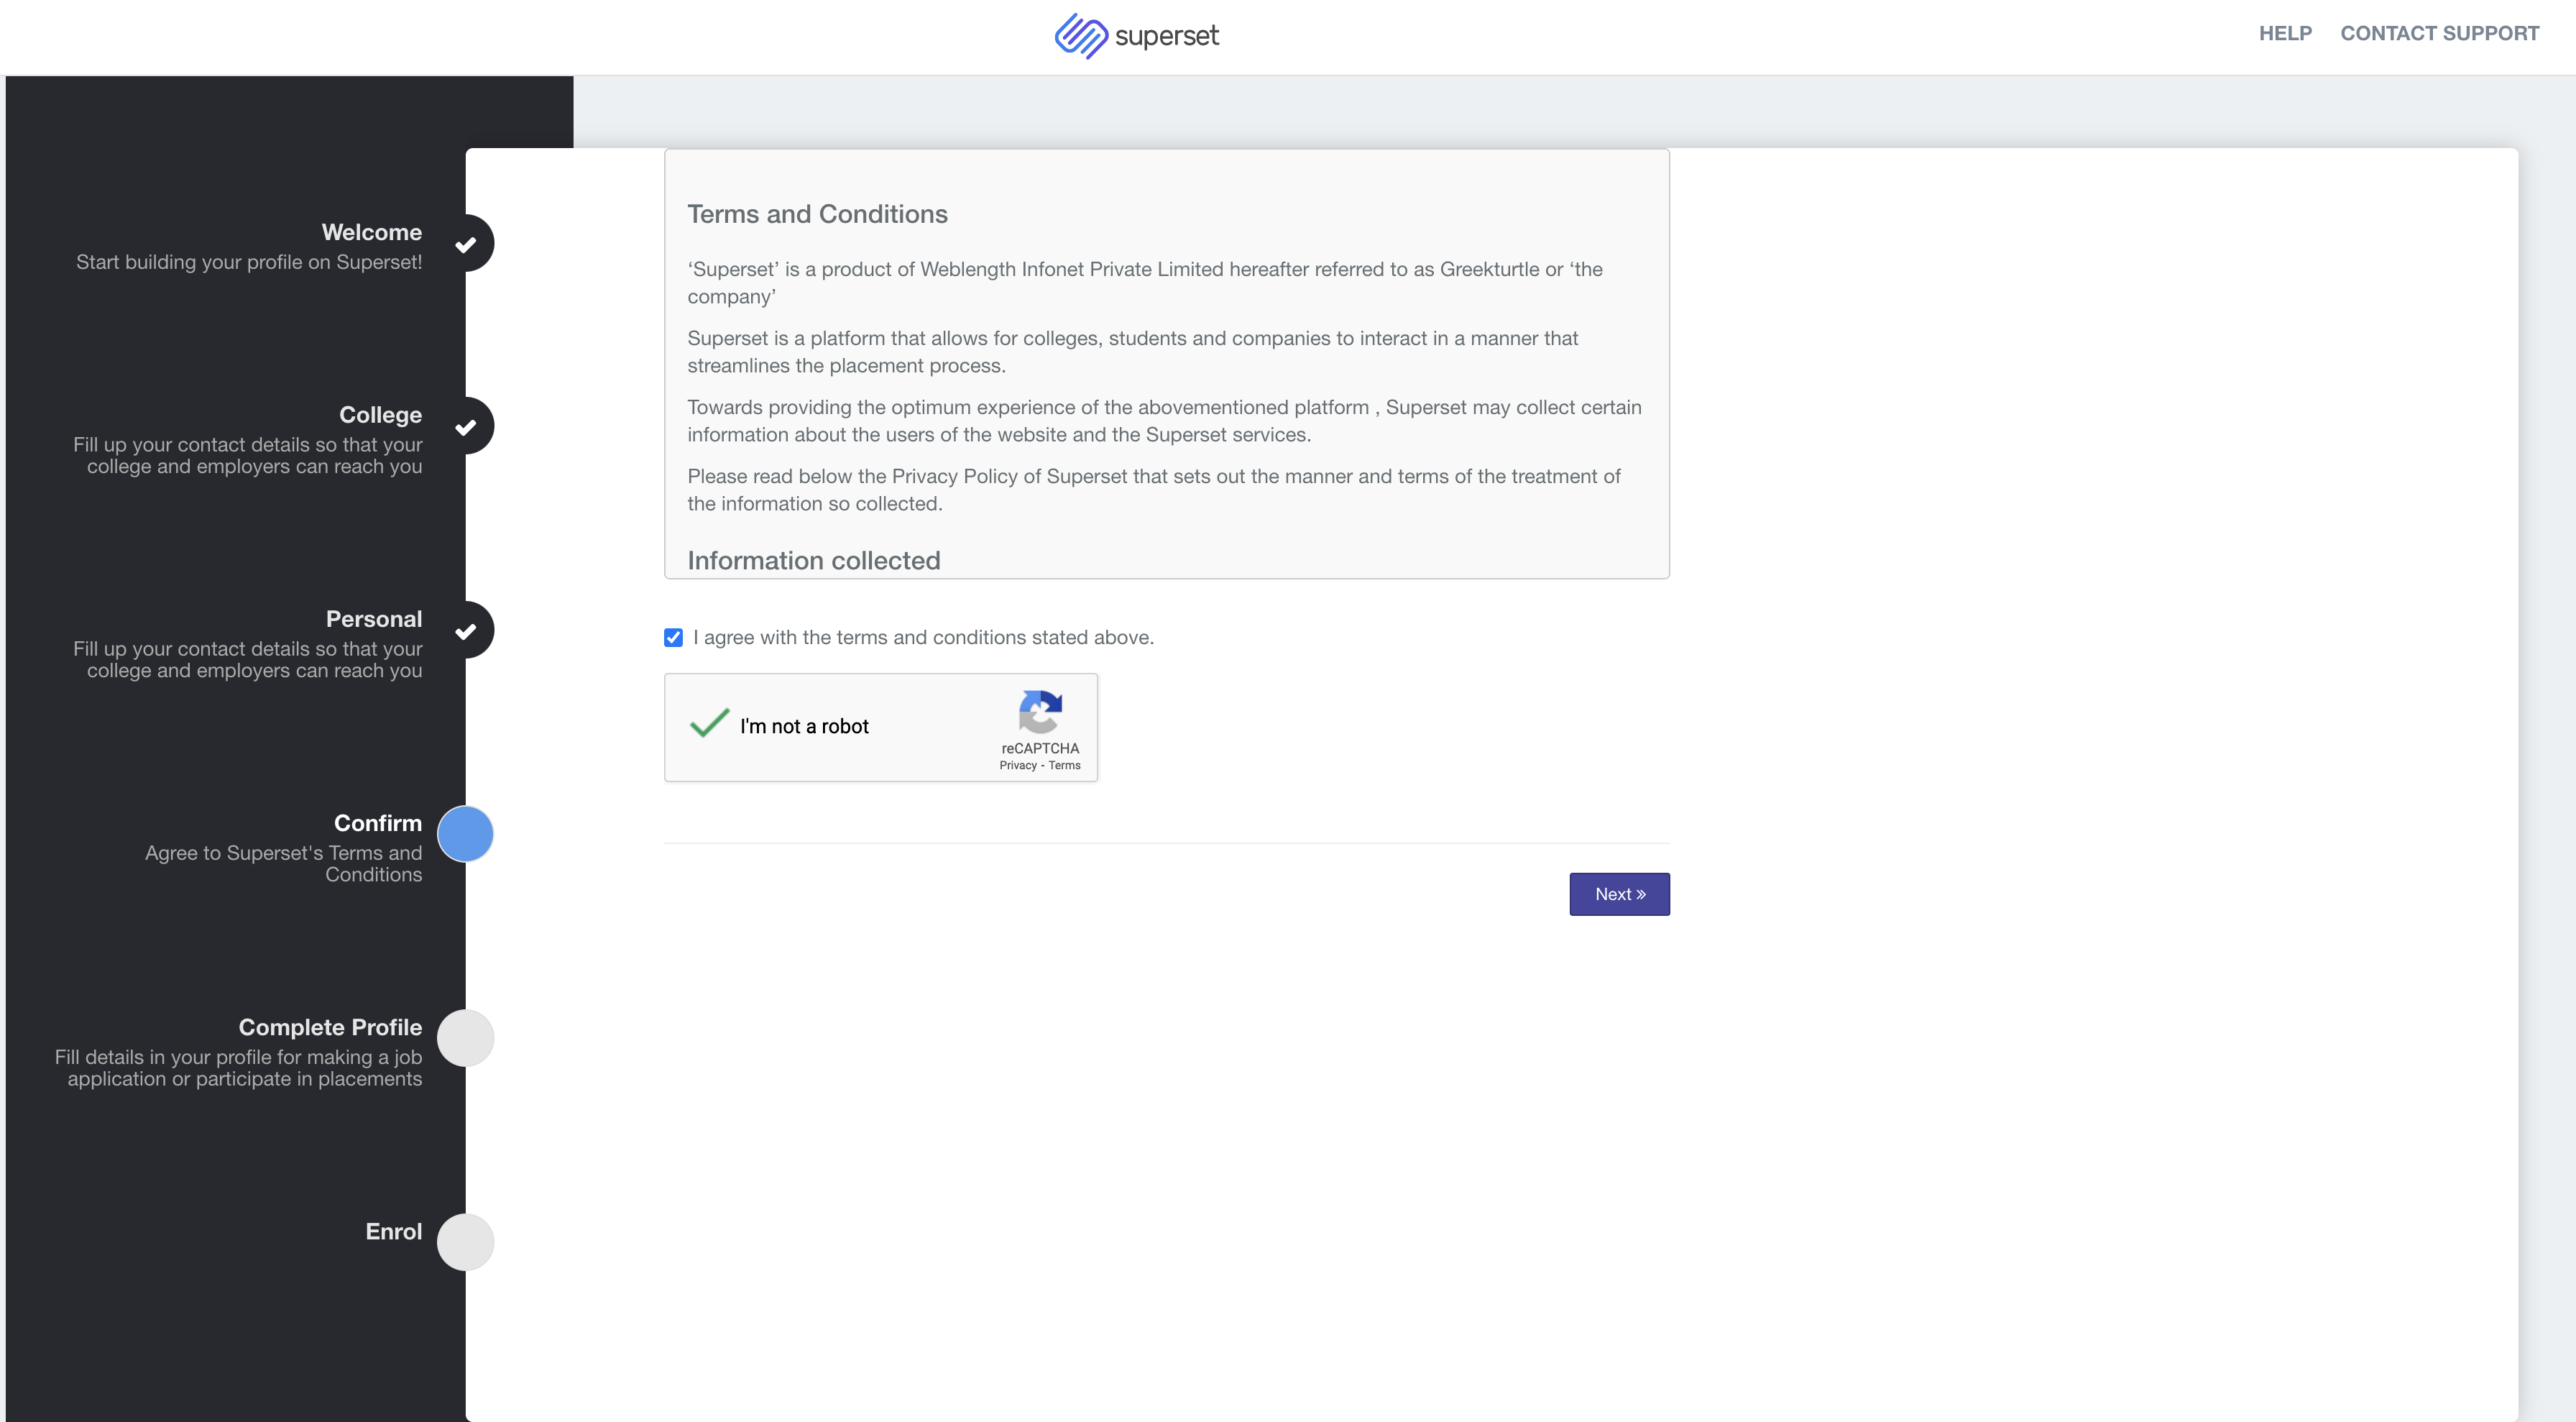 superset
HELP
CONTACT SUPPORT
Welcome
Start building your profile on Superset!
College
Fill up your contact details so that your
college and employers can reach you
Personal
Fill up your contact details so that your
college and employers can reach you
Confirm
Agree to Superset's Terms and
Conditions
Complete Profile
Fill details in your profile for making a job
application or participate in placements
Enrol
Terms and Conditions
‘Superset’ is a product of Weblength Infonet Private Limited hereafter referred to as Greekturtle or ‘the
company’
Superset is a platform that allows for colleges, students and companies to interact in a manner that
streamlines the placement process.
Towards providing the optimum experience of the abovementioned platform , Superset may collect certain
information about the users of the website and the Superset services.
Please read below the Privacy Policy of Superset that sets out the manner and terms of the treatment of
the information so collected.
Information collected
I agree with the terms and conditions stated above.
I'm not a robot
reCAPTCHA
Privacy - Terms
Next »